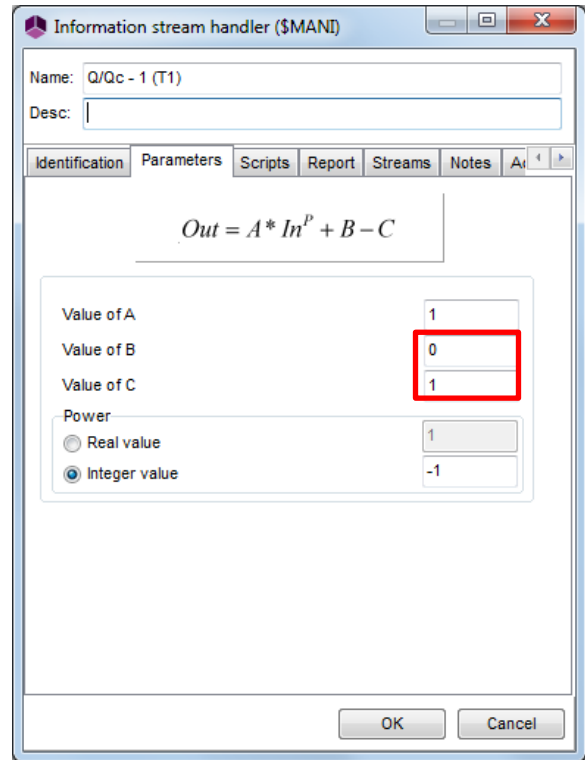 Information stream handler ($MANI)
Name: Q/Qc - 1 (T1)
Desc:
Identification Parameters Scripts Report Streams Notes
Out = A* In^P + B – C
Value of A 1
Value of B 0
Value of C 1
Power
Real value 1
Integer value -1
OK Cancel